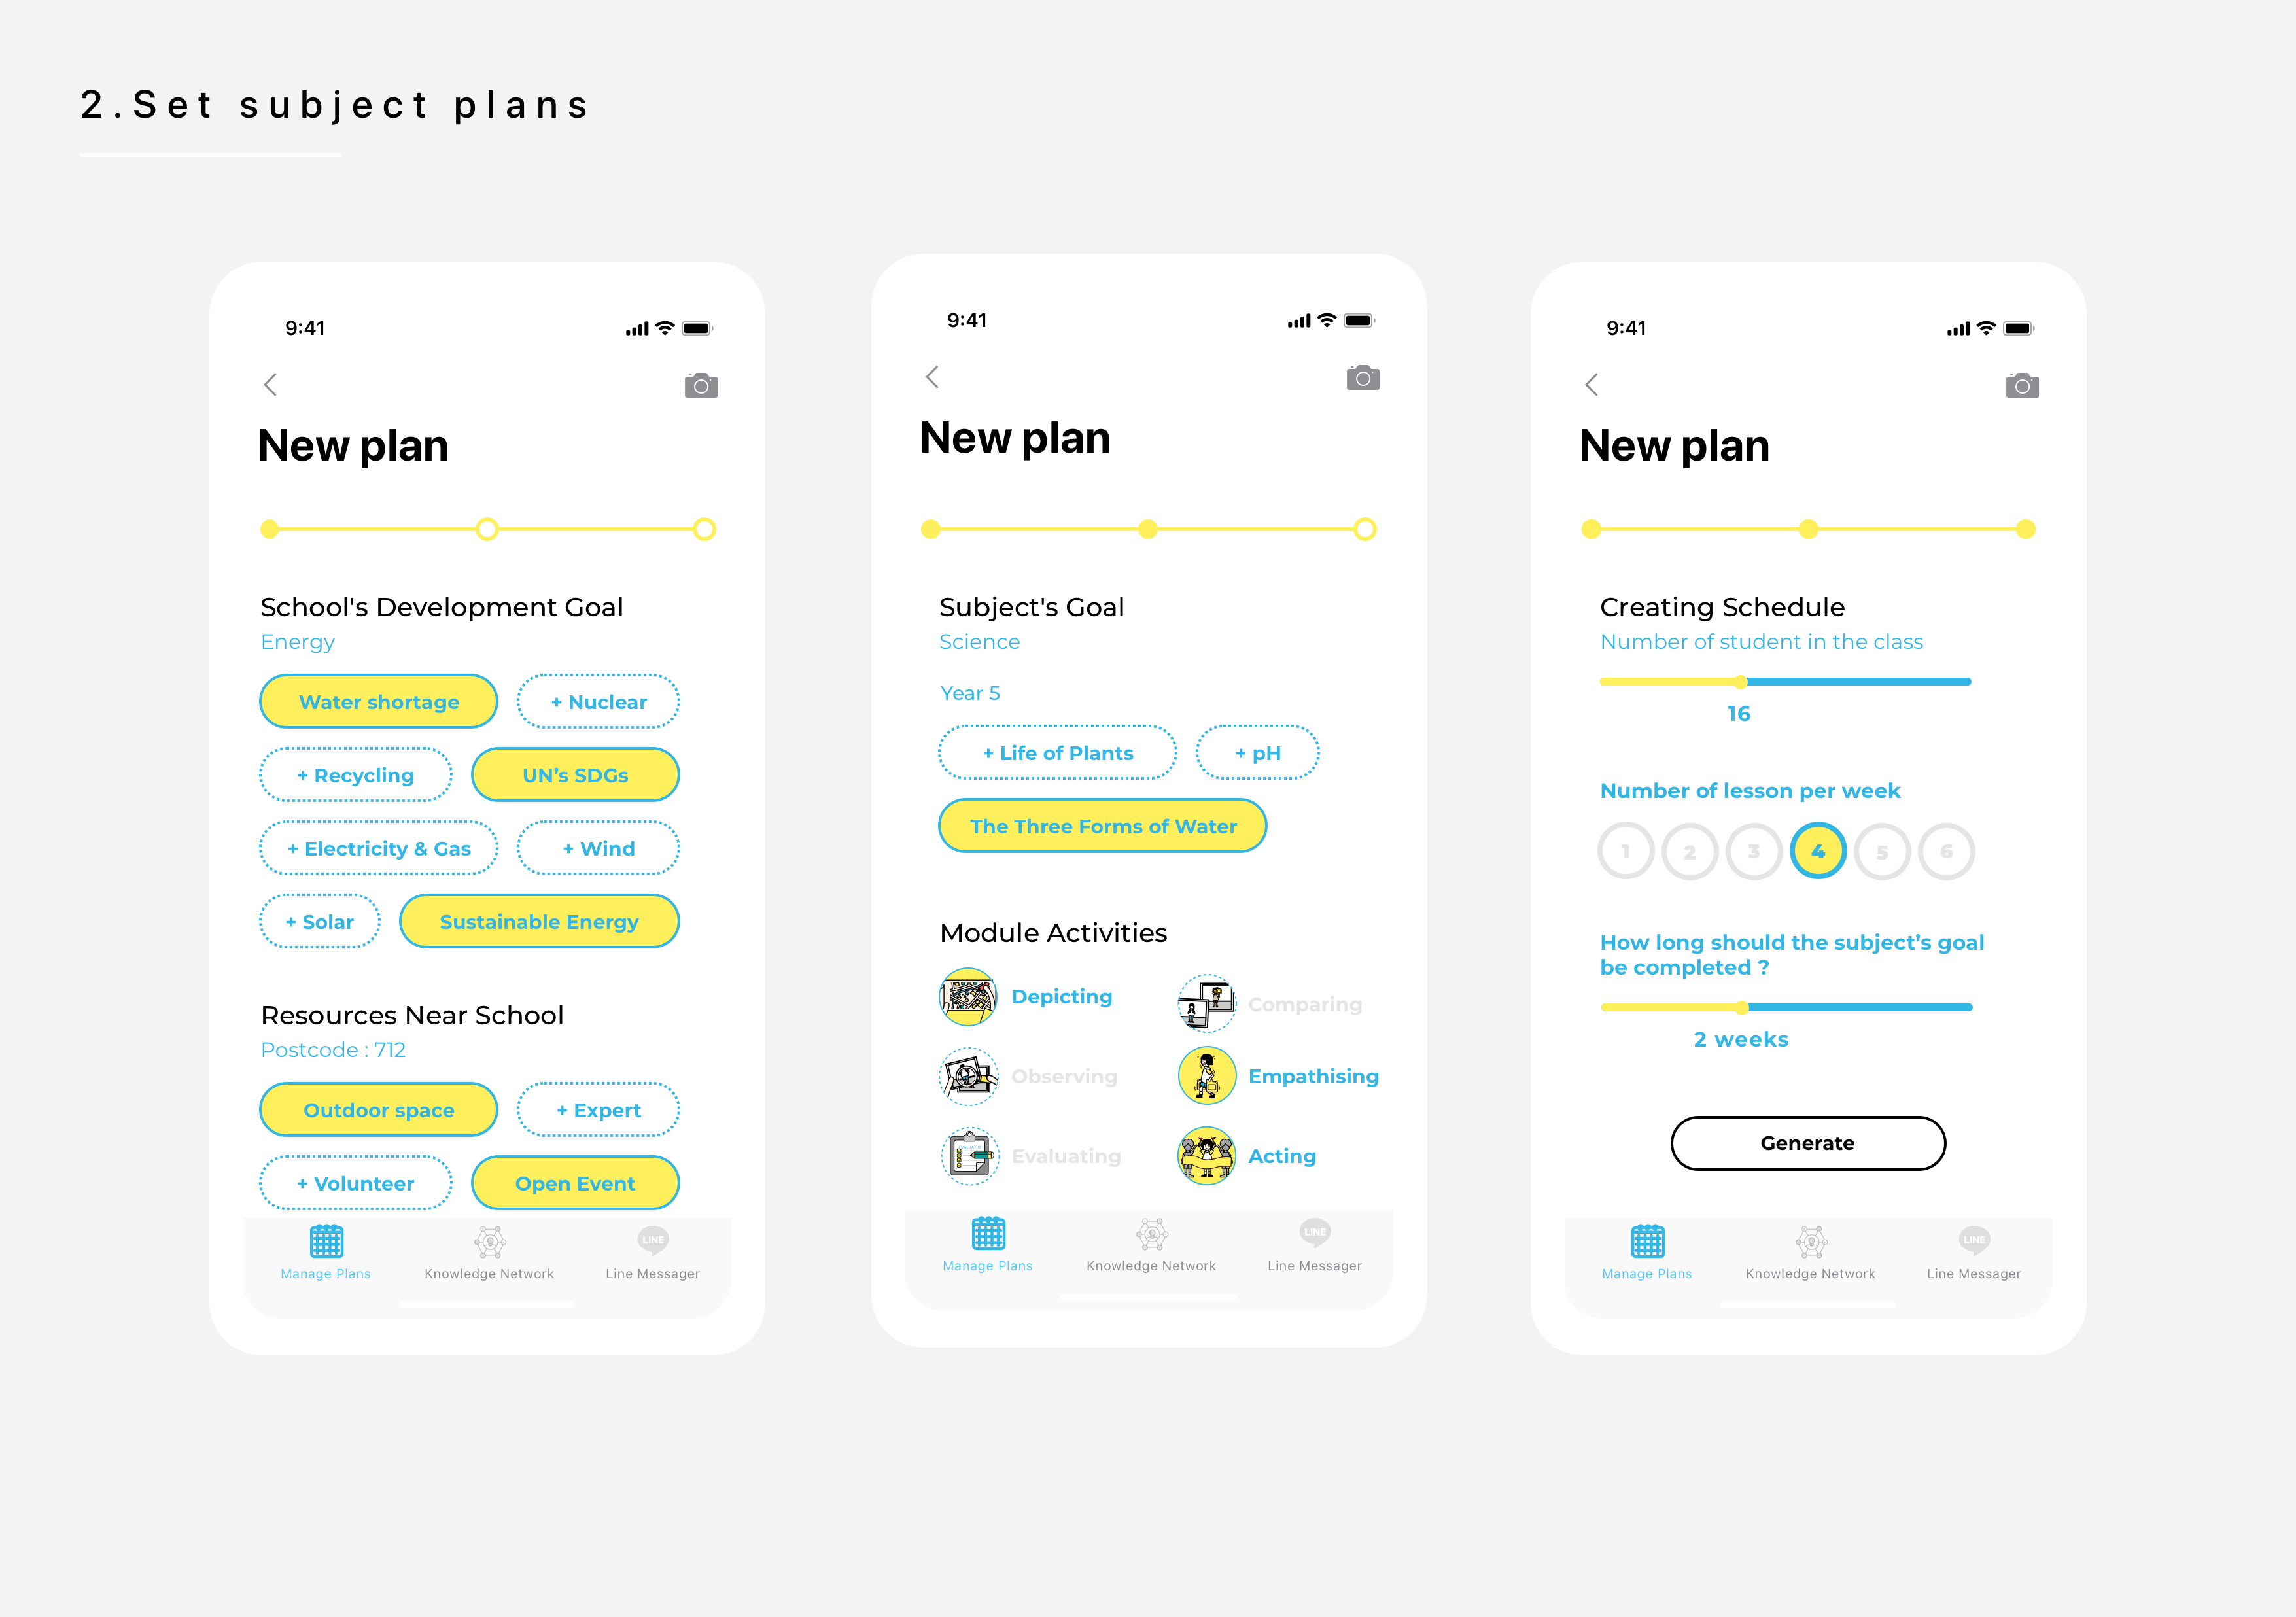 2.Set subject plans
9:41
New plan
School's Development Goal
Energy
Water shortage
+ Nuclear
+ Recycling
UN’s SDGs
+ Electricity & Gas
+ Wind
+ Solar
Sustainable Energy
Resources Near School
Postcode : 712
Outdoor space
+ Expert
+ Volunteer
Open Event
LINE
Manage Plans
Knowledge Network
Line Messager
9:41
New plan
Subject's Goal
Science
Year 5
+ Life of Plants
+ pH
The Three Forms of Water
Module Activities
Depicting
Comparing
Observing
Empathising
Evaluating
Acting
LINE
Manage Plans
Knowledge Network
Line Messager
9:41
New plan
Creating Schedule
Number of student in the class
16
Number of lesson per week
1 2 3 4 5 6
How long should the subject’s goal
be completed ?
2 weeks
Generate
LINE
Manage Plans
Knowledge Network
Line Messager